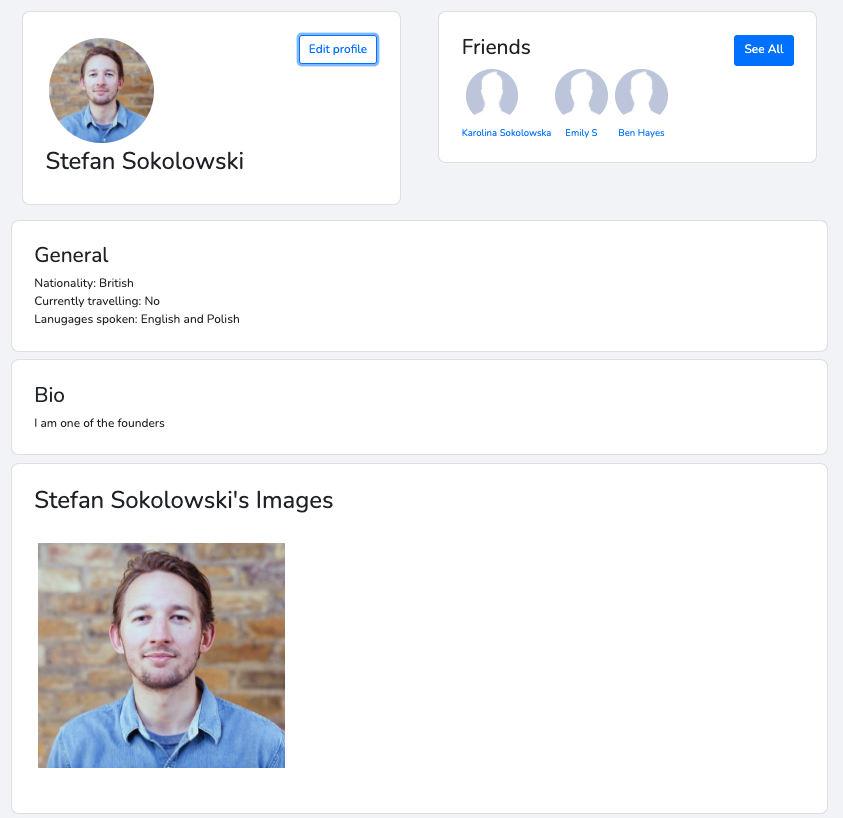 Edit profile
Stefan Sokolowski
Friends
See All
Karolina Sokolowska
Emily S
Ben Hayes
General
Nationality: British
Currently travelling: No
Lanugages spoken: English and Polish
Bio
I am one of the founders
Stefan Sokolowski's Images